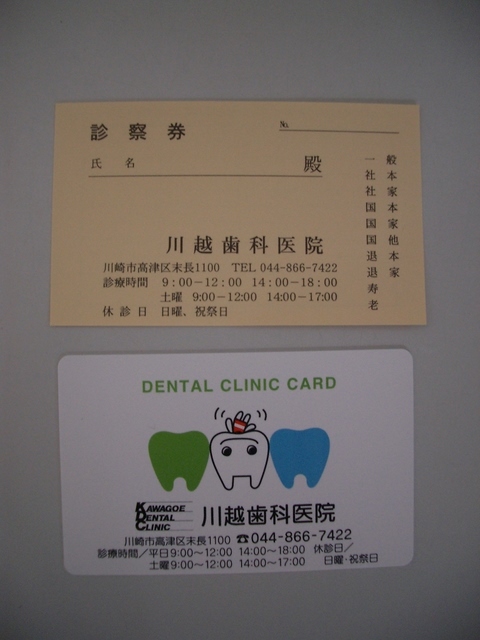 診察券
No.
氏名 殿
一般
社本
社家
国本
国家
国他
退本
退家
寿
老
川越歯科医院
川崎市高津区末長1100 TEL 044-866-7422
診療時間 9:00-12:00 14:00-18:00
土曜 9:00-12:00 14:00-17:00
休診日 日曜、祝祭日
DENTAL CLINIC CARD
KAWAGOE
DENTAL
CLINIC
川越歯科医院
川崎市高津区末長1100 ☎044-866-7422
診療時間/平日9:00~12:00 14:00~18:00 休診日/
土曜9:00~12:00 14:00~17:00 日曜・祝祭日